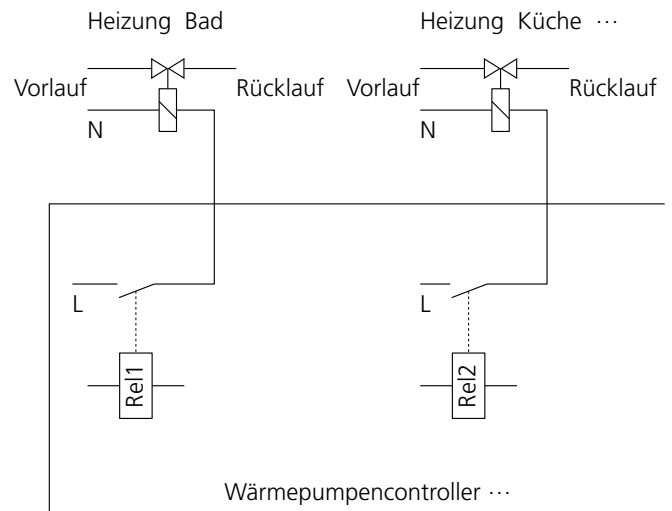 Heizung Bad
Heizung Küche ···
Vorlauf
Rücklauf
Vorlauf
Rücklauf
N
N
L
L
Rel1
Rel2
Wärmepumpencontroller ···